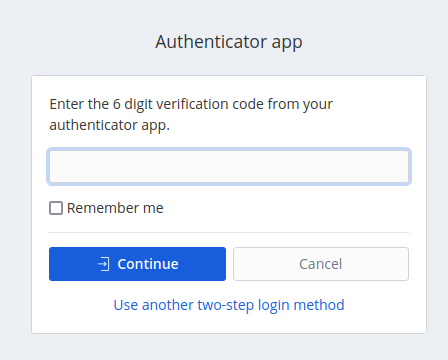 Authenticator app
Enter the 6 digit verification code from your
authenticator app.
Remember me
Continue
Cancel
Use another two-step login method